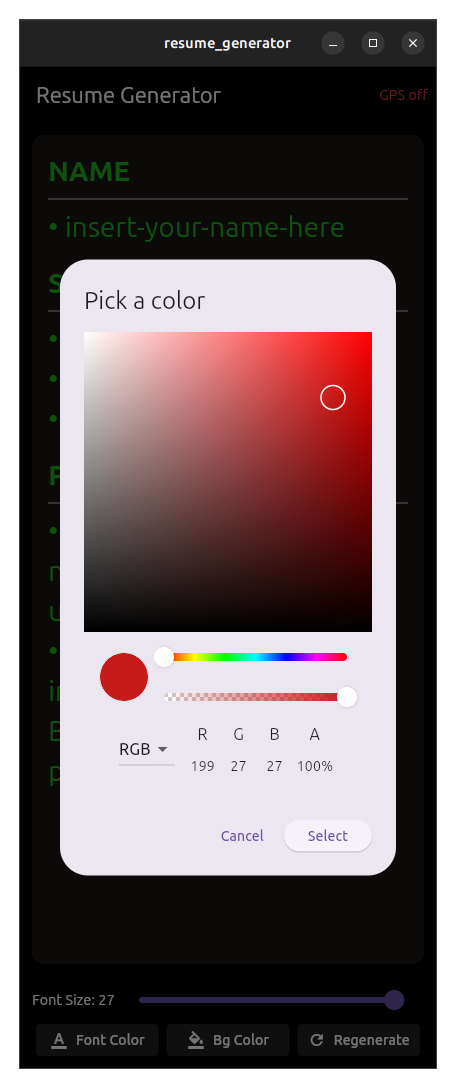 resume_generator
Resume Generator
GPS off
NAME
• insert-your-name-here
S
•
•
•
P
•
n
u
•
in
E
p
Pick a color
RGB
R G B A
199 27 27 100%
Cancel Select
Font Size: 27
A Font Color
Bg Color
Regenerate